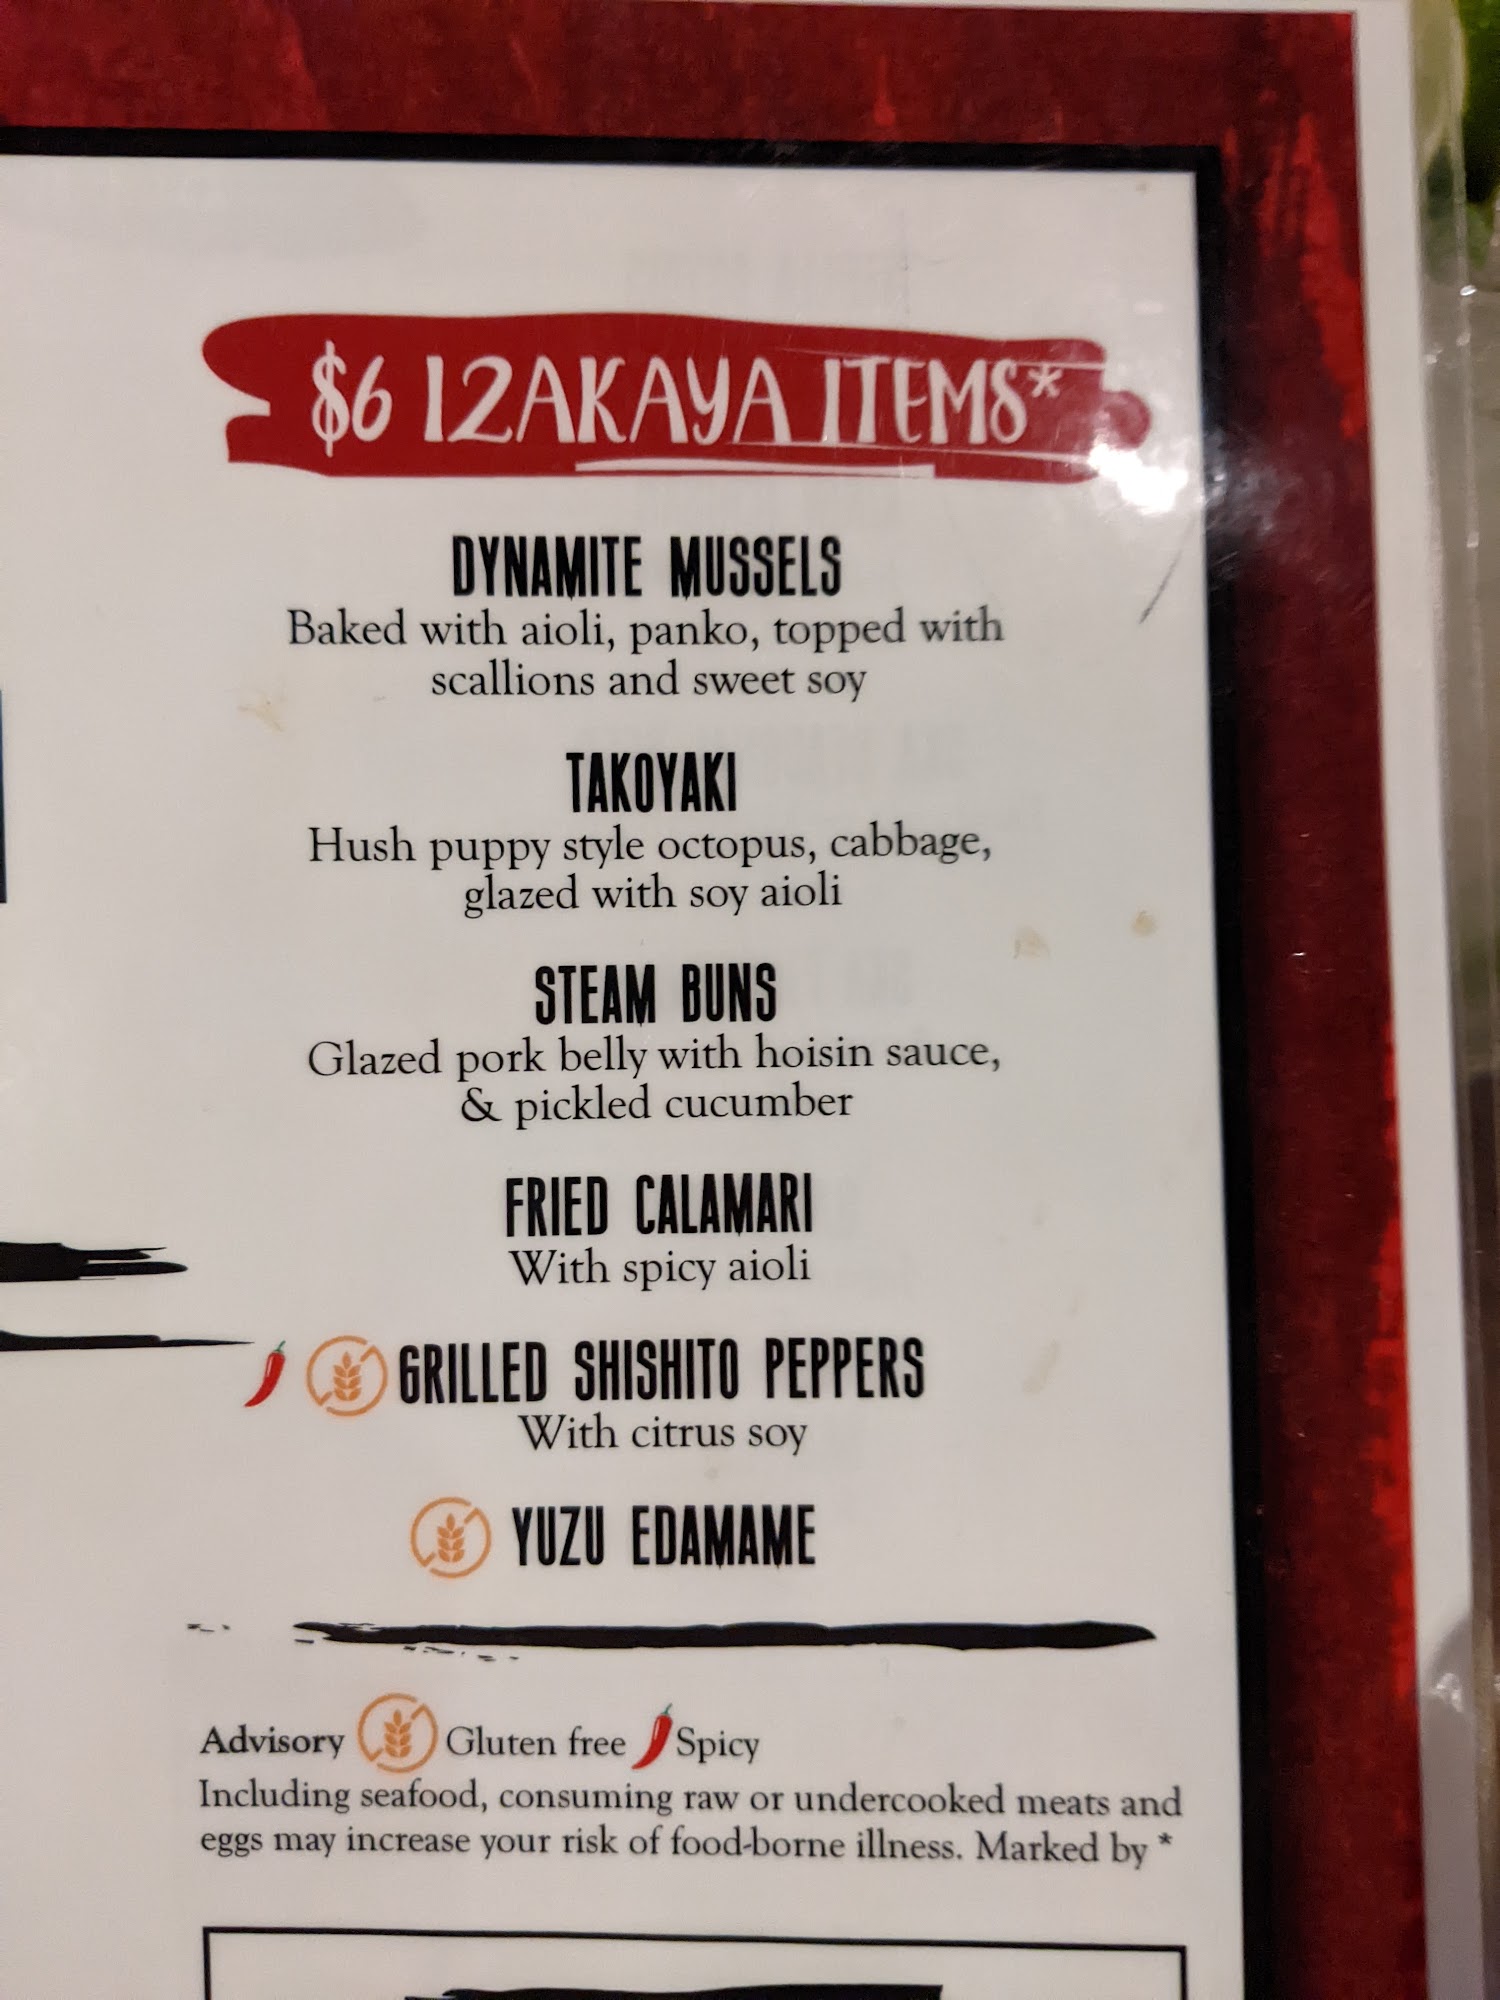 $6 IZAKAYA ITEMS*
DYNAMITE MUSSELS
Baked with aioli, panko, topped with
scallions and sweet soy
TAKOYAKI
Hush puppy style octopus, cabbage,
glazed with soy aioli
STEAM BUNS
Glazed pork belly with hoisin sauce,
& pickled cucumber
FRIED CALAMARI
With spicy aioli
GRILLED SHISHITO PEPPERS
With citrus soy
YUZU EDAMAME
Advisory Gluten free Spicy
Including seafood, consuming raw or undercooked meats and
eggs may increase your risk of food-borne illness. Marked by *